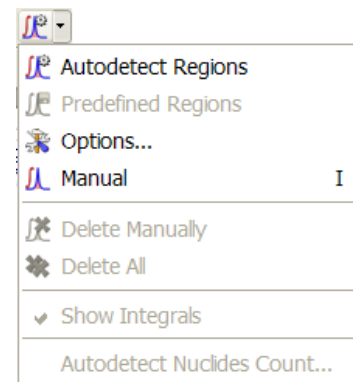 Autodetect Regions
Predefined Regions
Options...
Manual I
Delete Manually
Delete All
Show Integrals
Autodetect Nuclides Count...